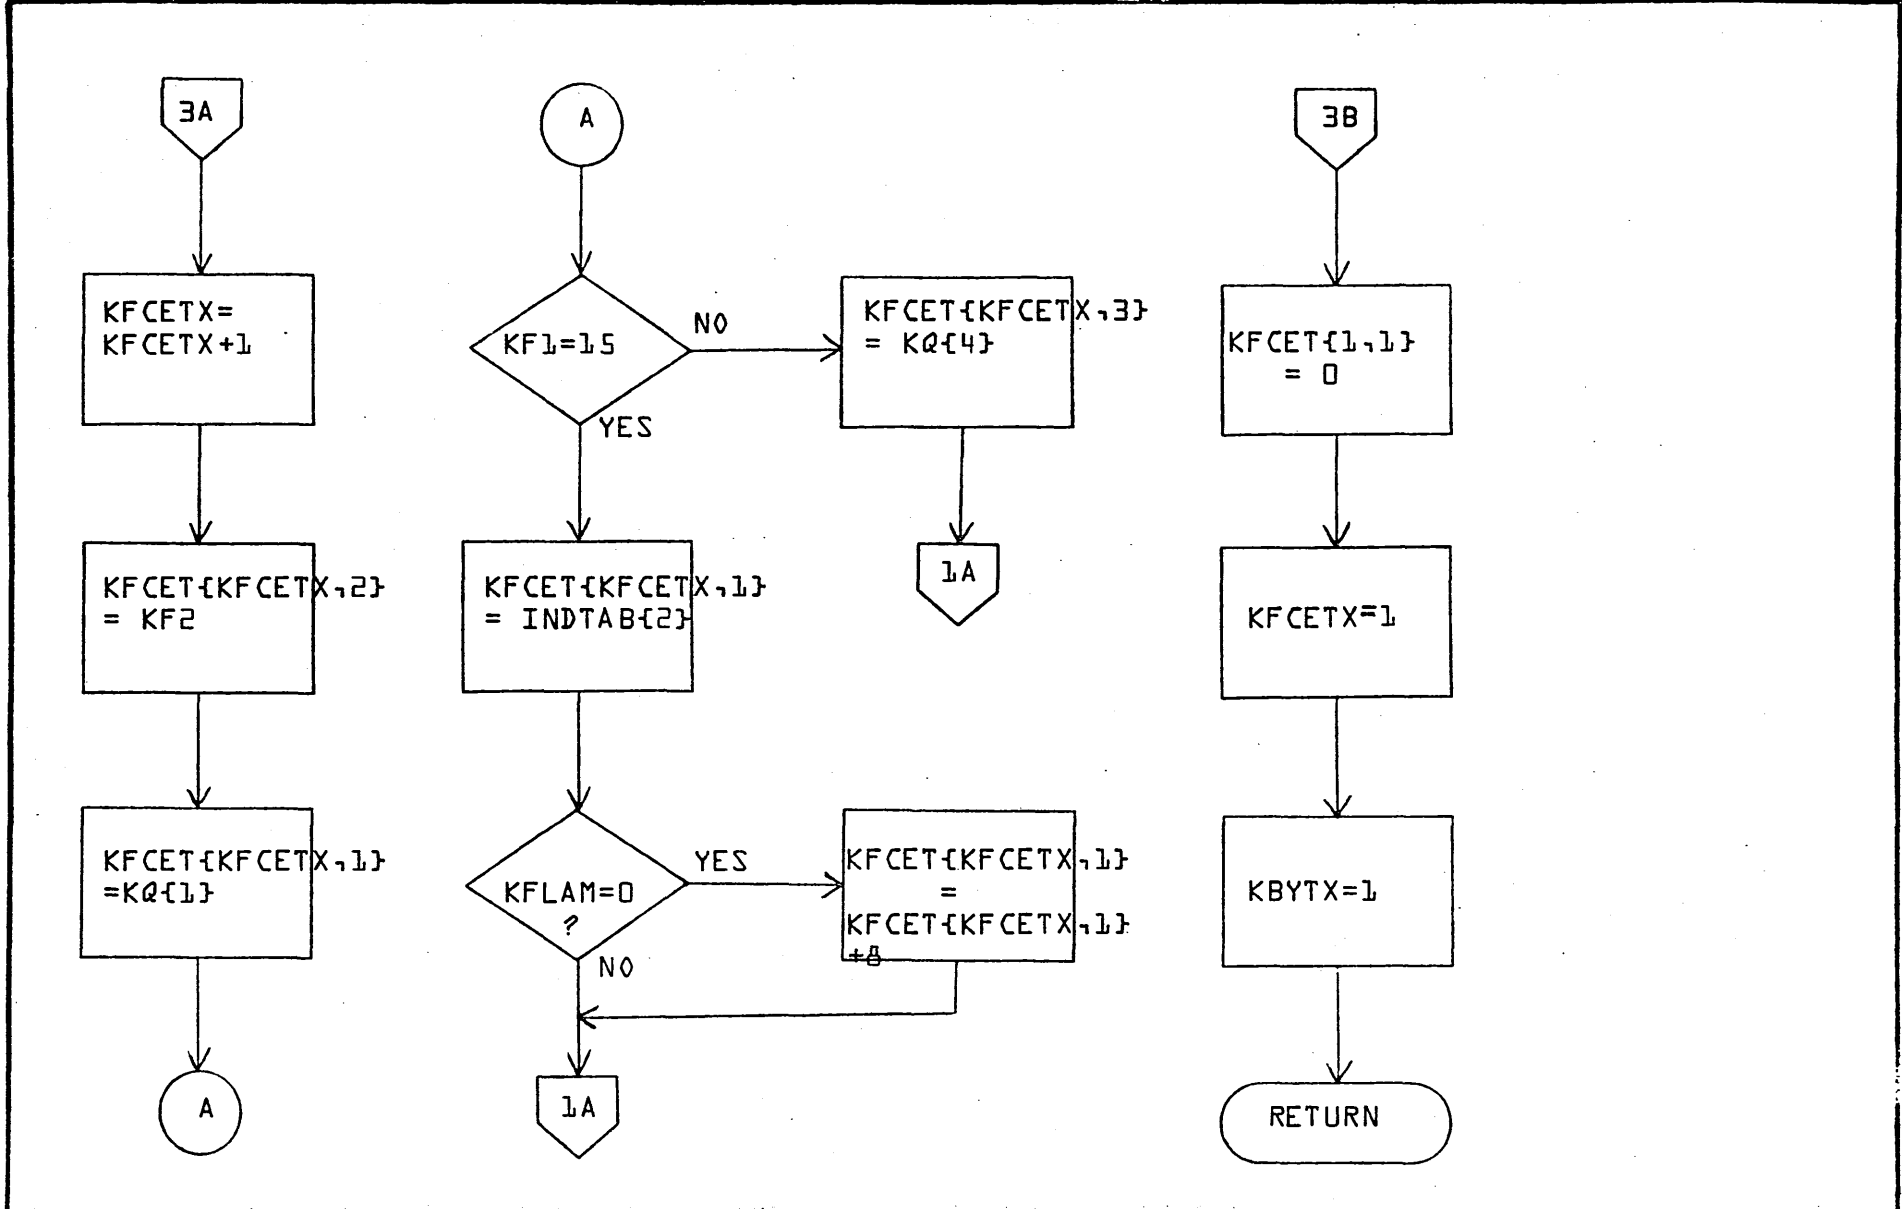 3A
KFCETX=
KFCETX+1
KFCET{KFCETX,2}
= KF2
KFCET{KFCETX,1}
=KQ{1}
A
A
KF1=15
NO
YES
KFCET{KFCETX,3}
= KQ{4}
1A
KFCET{KFCETX,1}
= INDTAB{2}
KFLAM=0
?
YES
NO
KFCET{KFCETX,1}
=
KFCET{KFCETX,1}
+8
1A
3B
KFCET{1,1}
= 0
KFCETX=1
KBYTX=1
RETURN